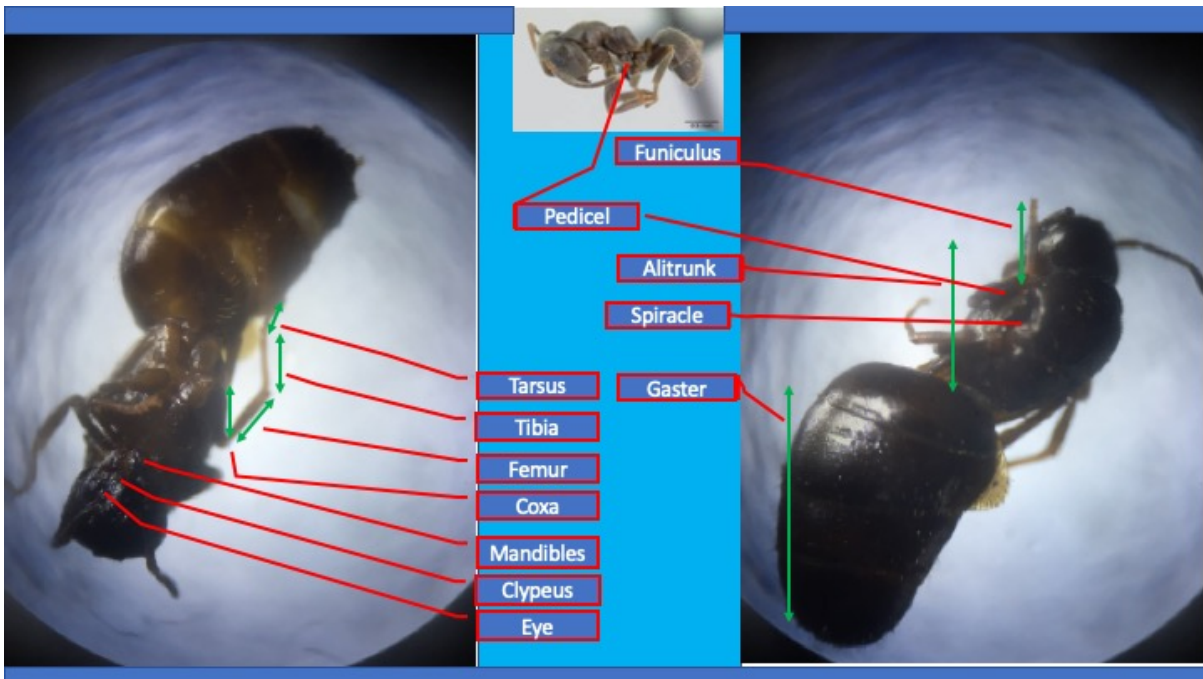 Funiculus
Pedicel
Alitrunk
Spiracle
Gaster
Tarsus
Tibia
Femur
Coxa
Mandibles
Clypeus
Eye